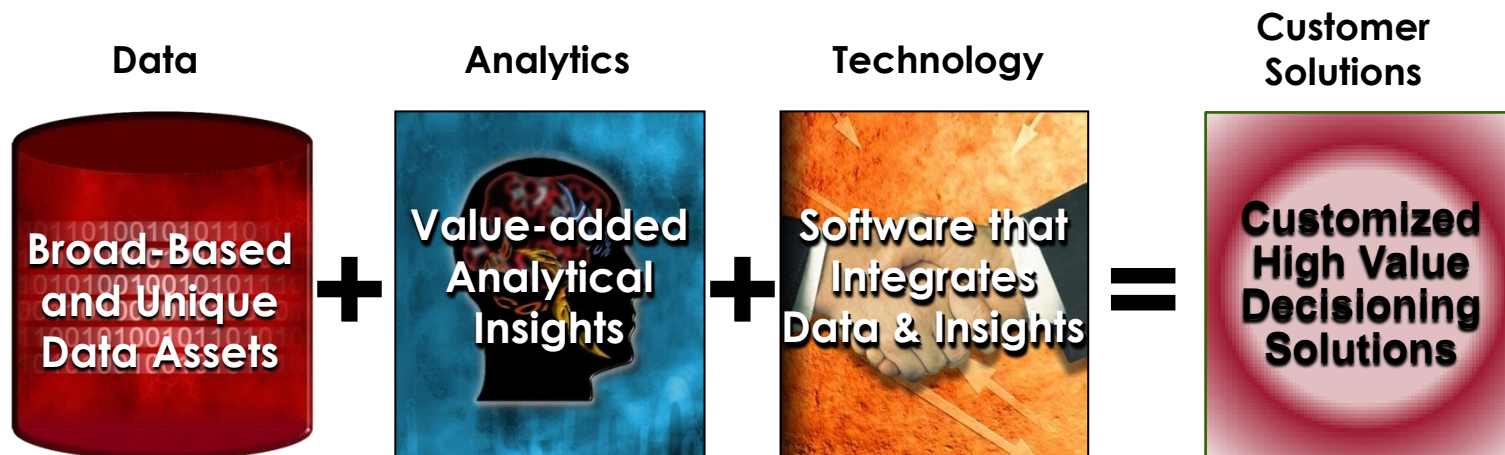 Data
Broad-Based
and Unique
Data Assets
+
Analytics
Value-added
Analytical
Insights
+
Technology
Software that
Integrates
Data & Insights
=
Customer
Solutions
Customized
High Value
Decisioning
Solutions